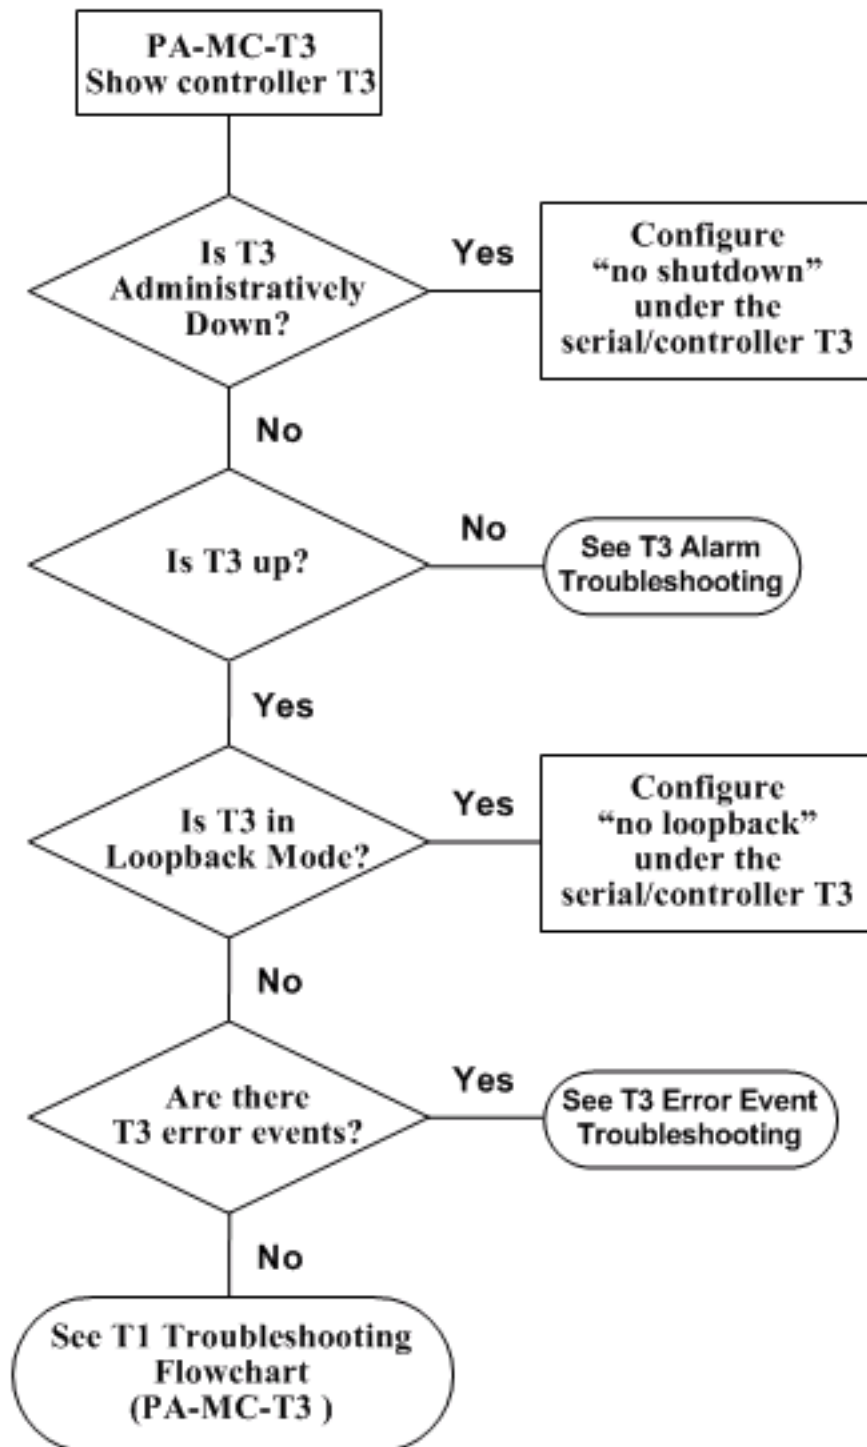 PA-MC-T3
Show controller T3
Is T3
Administratively
Down?
Yes
Configure
“no shutdown”
under the
serial/controller T3
No
Is T3 up?
No
See T3 Alarm
Troubleshooting
Yes
Is T3 in
Loopback Mode?
Yes
Configure
“no loopback”
under the
serial/controller T3
No
Are there
T3 error events?
Yes
See T3 Error Event
Troubleshooting
No
See T1 Troubleshooting
Flowchart
(PA-MC-T3 )